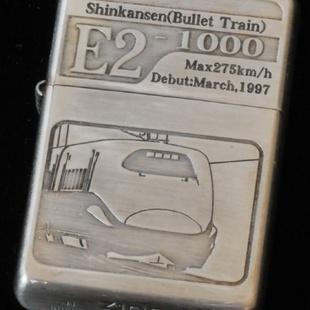 Shinkansen(Bullet Train)
E2-1000
Max275km/h
Debut:March,1997